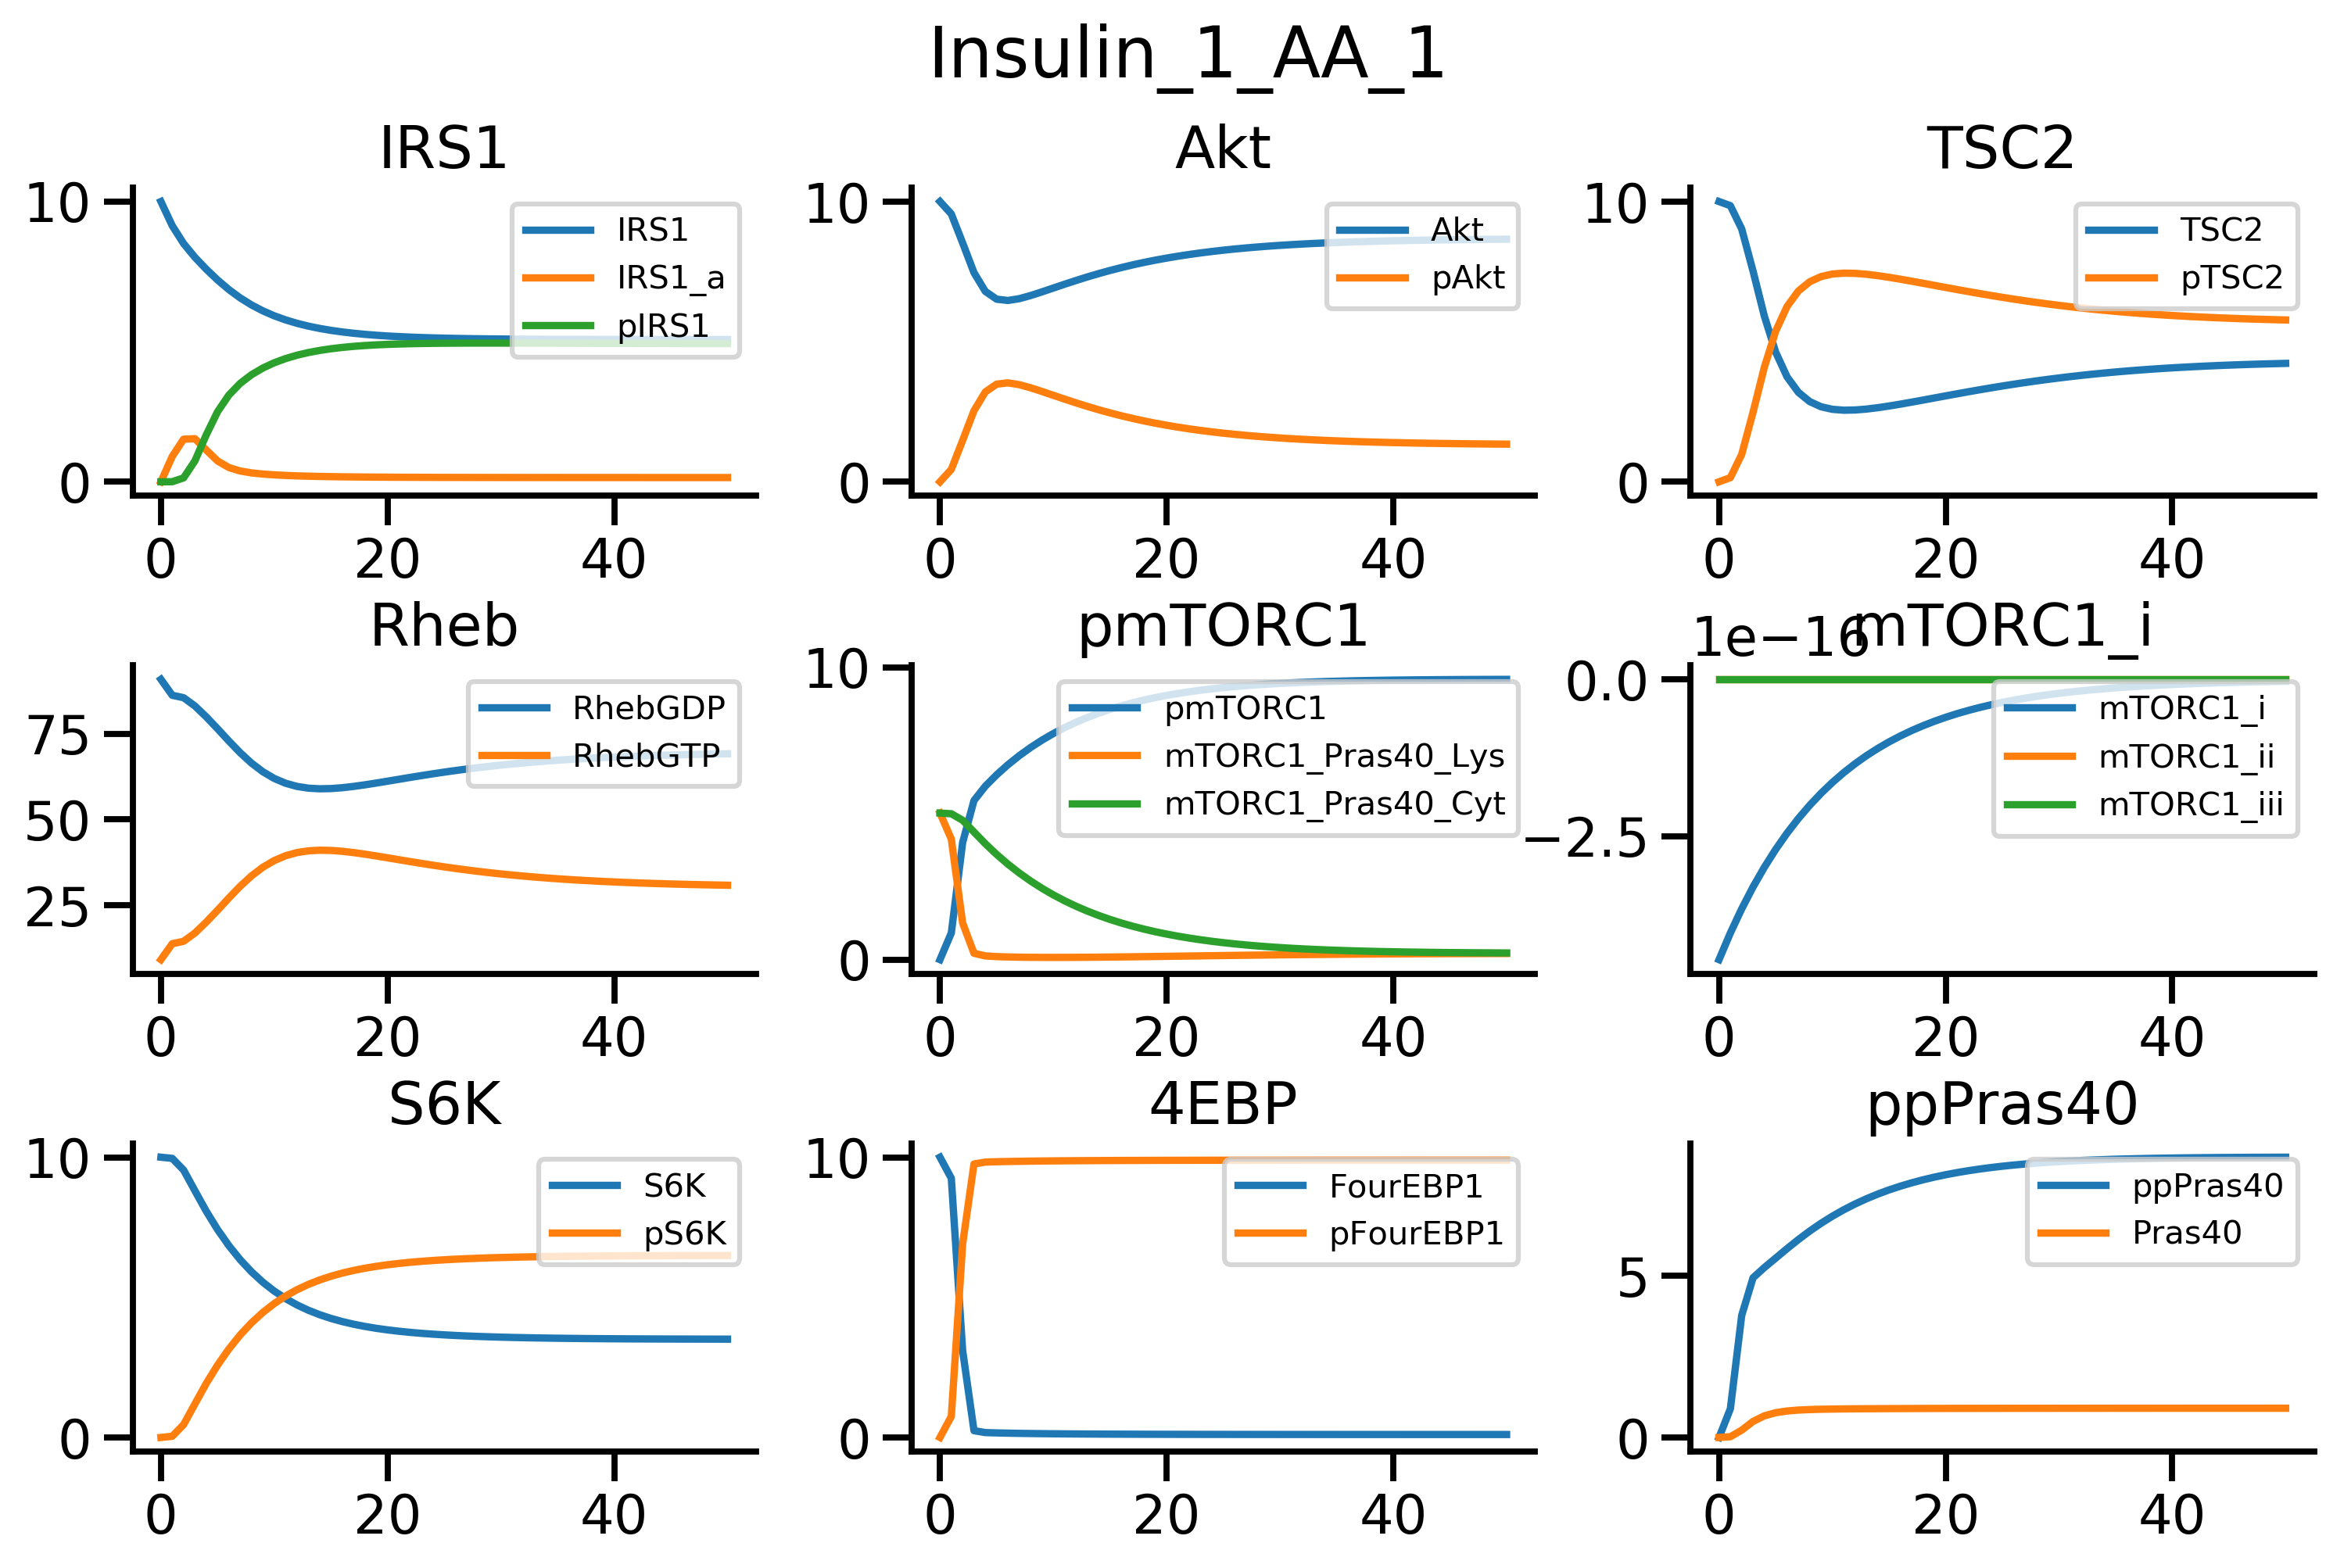 Insulin_1_AA_1
IRS1
10
0
0
20
40
IRS1
IRS1_a
pIRS1
Akt
10
0
0
20
40
Akt
pAkt
TSC2
10
0
0
20
40
TSC2
pTSC2
Rheb
75
50
25
0
20
40
RhebGDP
RhebGTP
pmTORC1
10
0
0
20
40
pmTORC1
mTORC1_Pras40_Lys
mTORC1_Pras40_Cyt
mTORC1_i
1e−16
0.0
−2.5
0
20
40
mTORC1_i
mTORC1_ii
mTORC1_iii
S6K
10
0
0
20
40
S6K
pS6K
4EBP
10
0
0
20
40
FourEBP1
pFourEBP1
ppPras40
5
0
0
20
40
ppPras40
Pras40